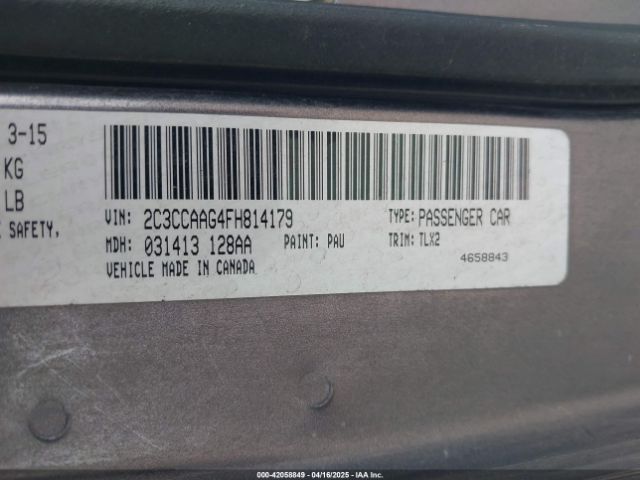 3-15
KG
LB
SAFETY,
VIN: 2C3CCAAG4FH814179 TYPE: PASSENGER CAR
MDH: 031413 128AA PAINT: PAU TRIM: TLX2
VEHICLE MADE IN CANADA 4658843
000-42058849 - 04/16/2025 - IAA Inc.